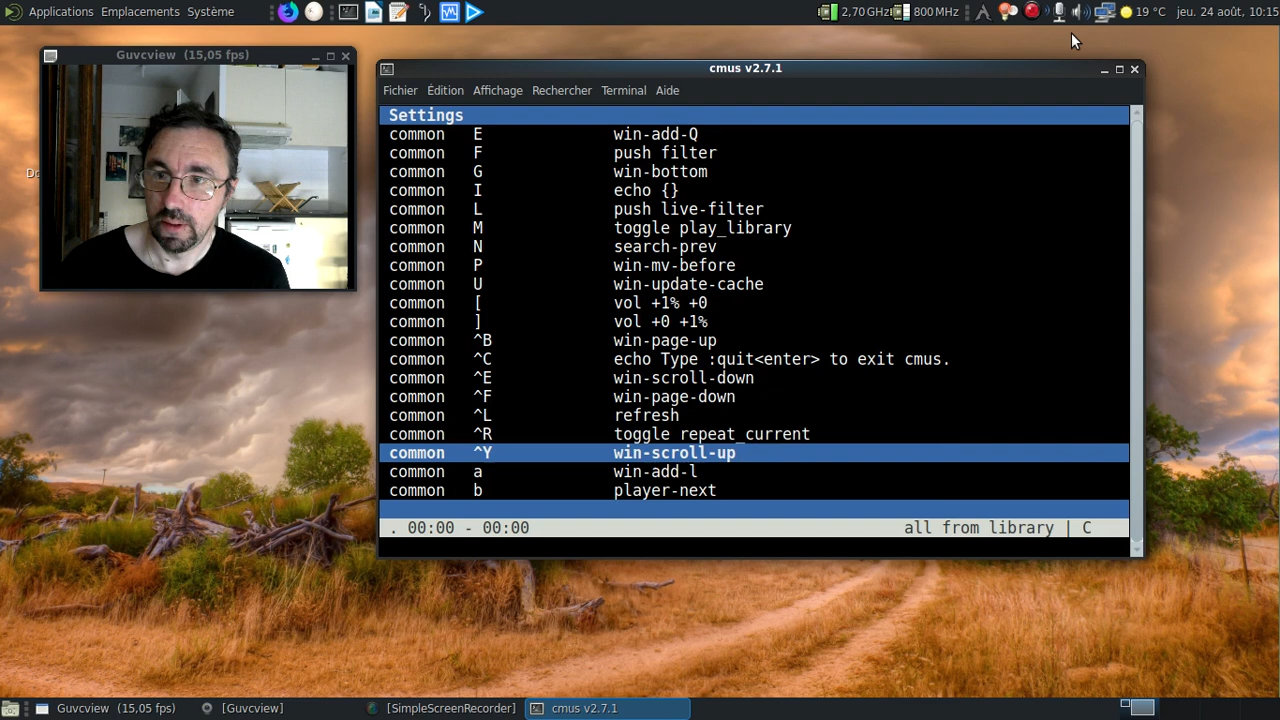 Applications Emplacements Système
2,70 GHz 800 MHz 19 °C jeu. 24 août, 10:15
Guvcview (15,05 fps)
cmus v2.7.1
Fichier Édition Affichage Rechercher Terminal Aide
Settings
common E win-add-Q
common F push filter
common G win-bottom
common I echo {}
common L push live-filter
common M toggle play_library
common N search-prev
common P win-mv-before
common U win-update-cache
common [ vol +1% +0
common ] vol +0 +1%
common ^B win-page-up
common ^C echo Type :quit<enter> to exit cmus.
common ^E win-scroll-down
common ^F win-page-down
common ^L refresh
common ^R toggle repeat_current
common ^Y win-scroll-up
common a win-add-l
common b player-next
. 00:00 - 00:00 all from library | C
Guvcview (15,05 fps) [Guvcview] [SimpleScreenRecorder] cmus v2.7.1